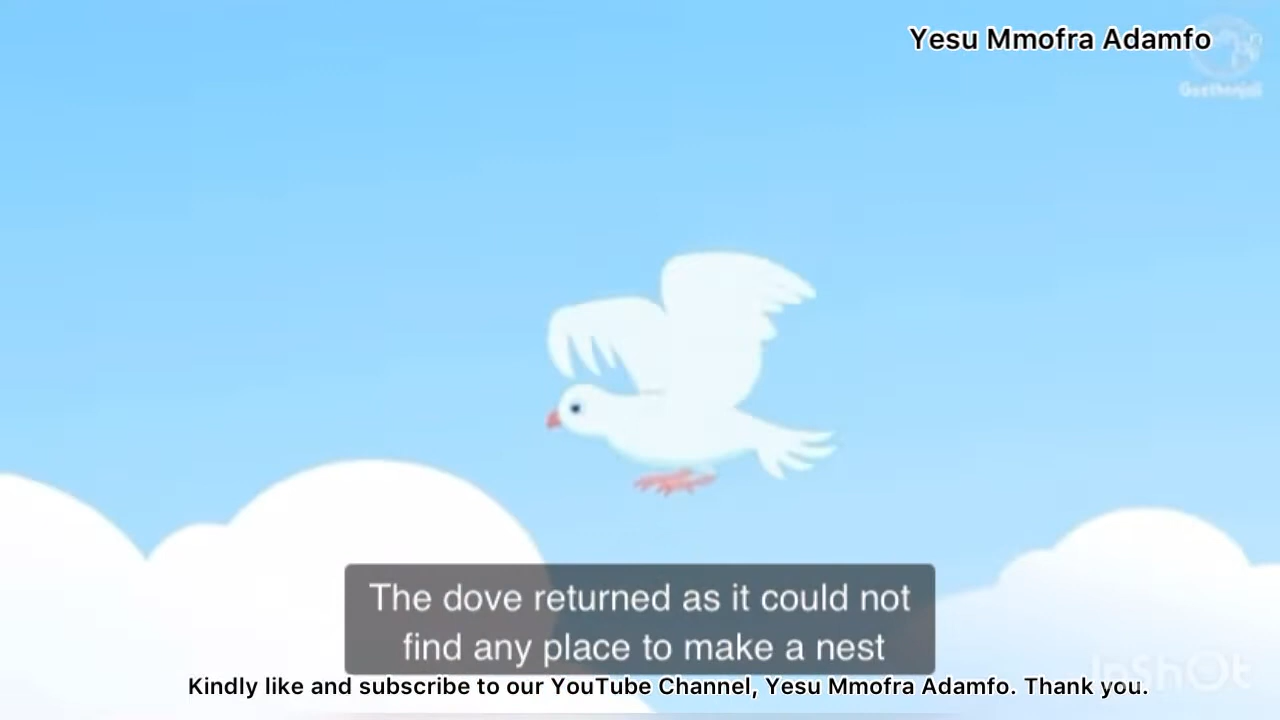 Yesu Mmofra Adamfo
The dove returned as it could not
find any place to make a nest
Kindly like and subscribe to our YouTube Channel, Yesu Mmofra Adamfo. Thank you.
InShOt